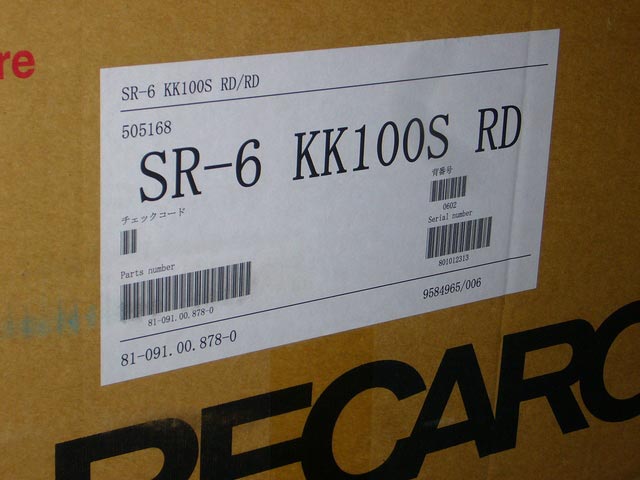 re
SR-6 KK100S RD/RD
505168
SR-6 KK100S RD
チェックコード
背番号
0602
Serial number
801012313
Parts number
81-091.00.878-0
9584965/006
81-091.00.878-0
RECARO